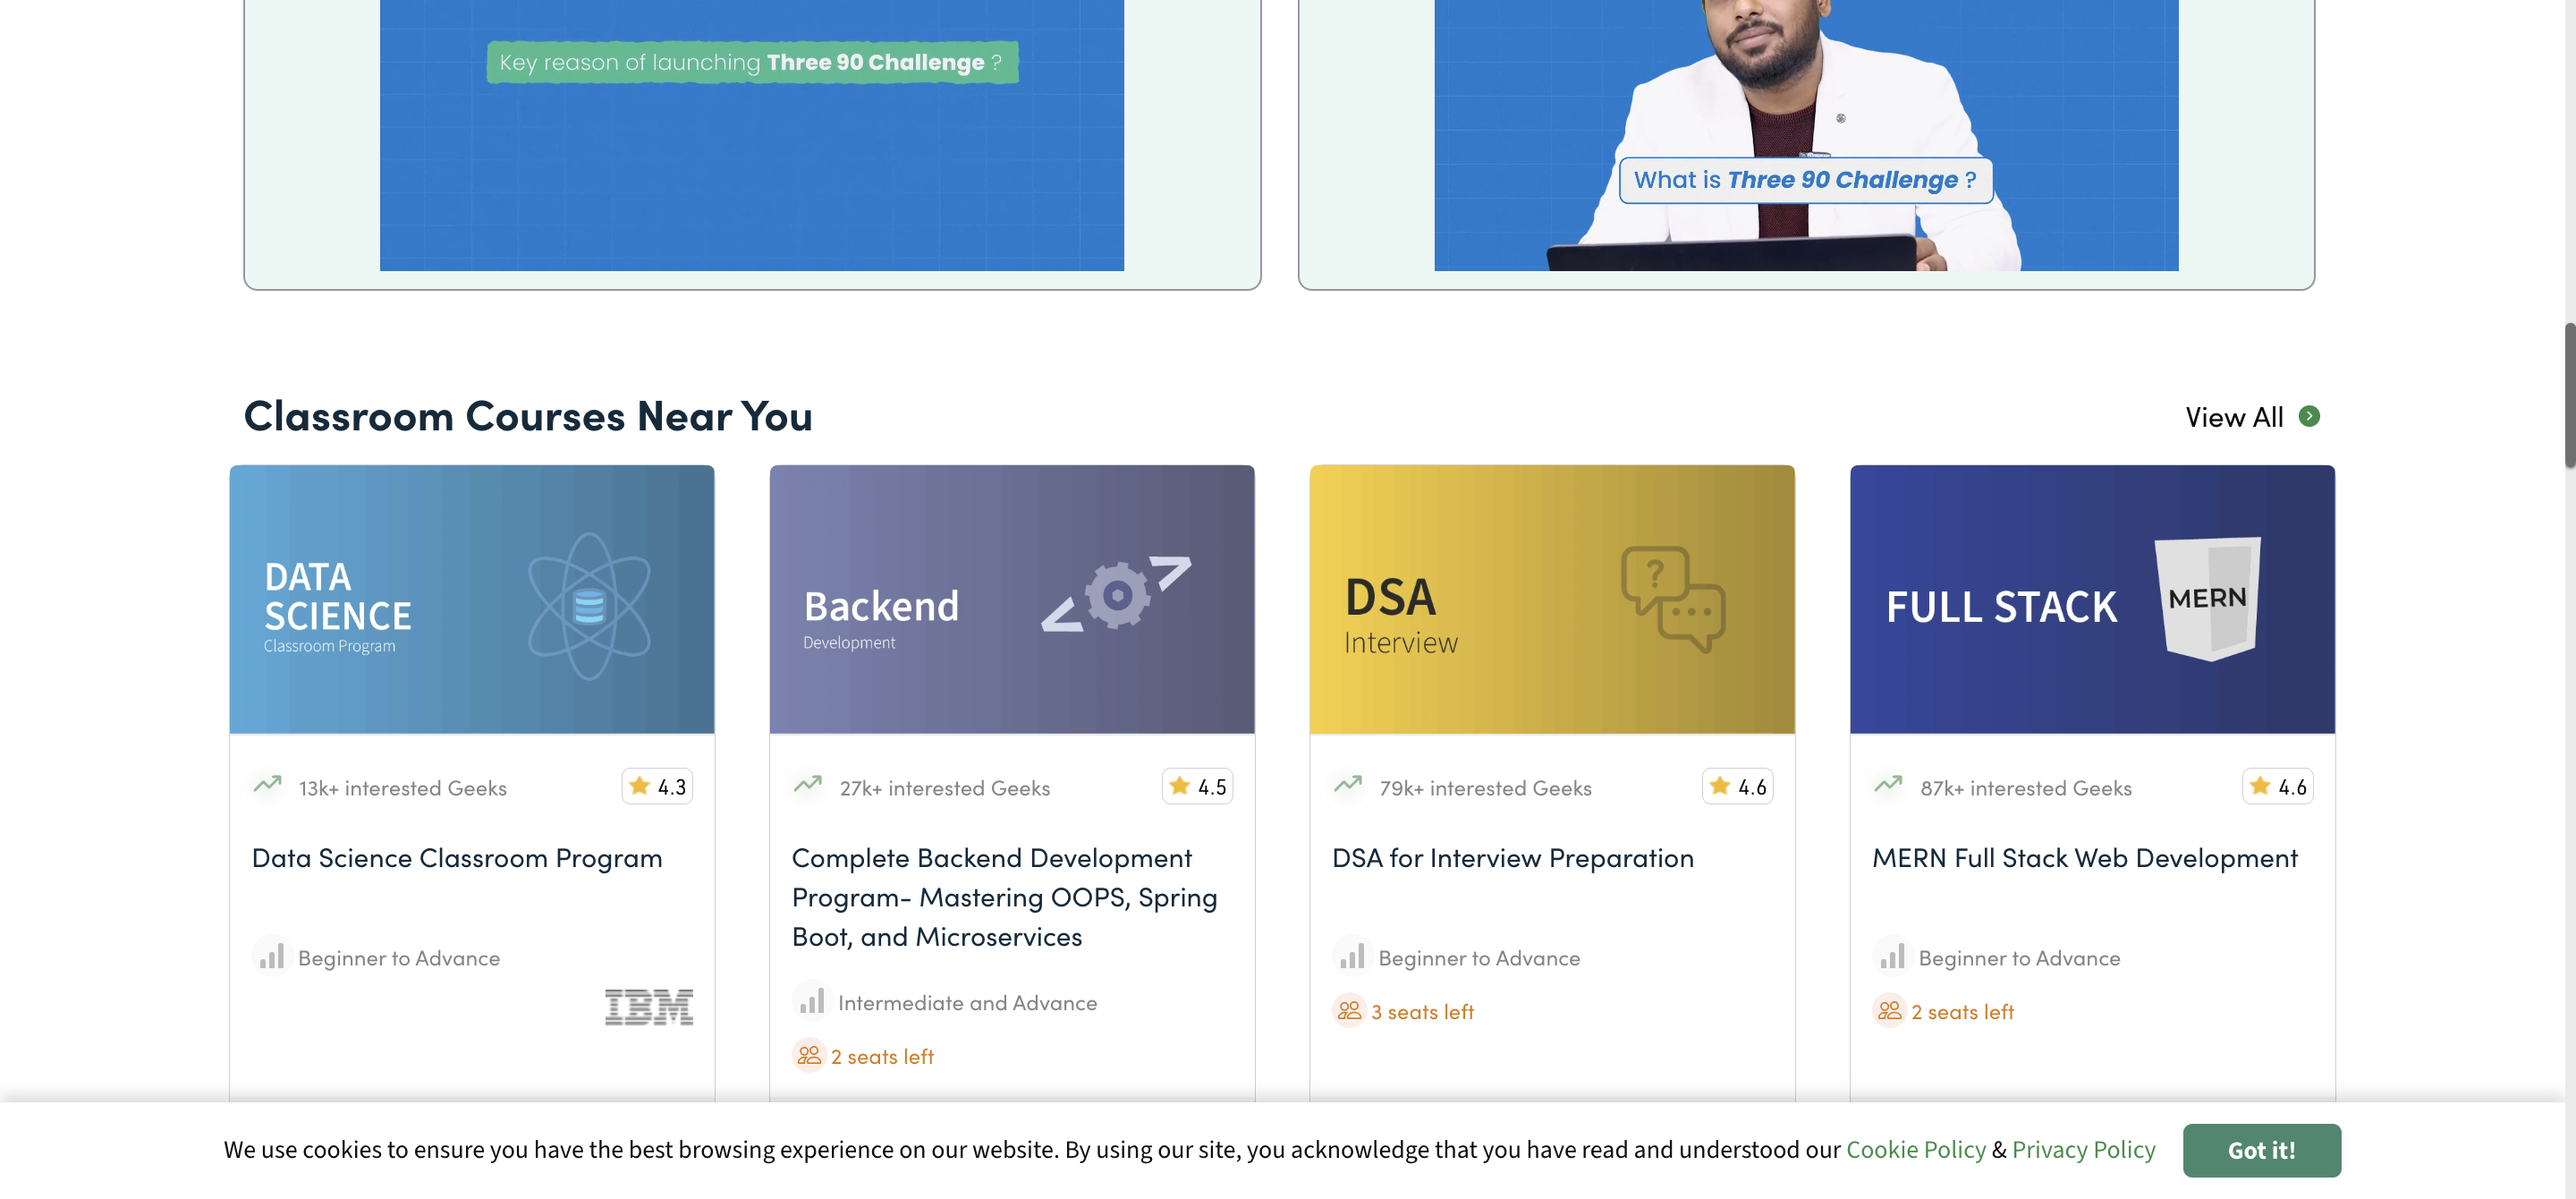 Key reason of launching Three 90 Challenge ?
What is Three 90 Challenge ?
Classroom Courses Near You
View All
DATA
SCIENCE
Classroom Program
Backend
Development
DSA
Interview
FULL STACK
MERN
13k+ interested Geeks
4.3
Data Science Classroom Program
Beginner to Advance
IBM
27k+ interested Geeks
4.5
Complete Backend Development
Program- Mastering OOPS, Spring
Boot, and Microservices
Intermediate and Advance
2 seats left
79k+ interested Geeks
4.6
DSA for Interview Preparation
Beginner to Advance
3 seats left
87k+ interested Geeks
4.6
MERN Full Stack Web Development
Beginner to Advance
2 seats left
We use cookies to ensure you have the best browsing experience on our website. By using our site, you acknowledge that you have read and understood our Cookie Policy & Privacy Policy
Got it!